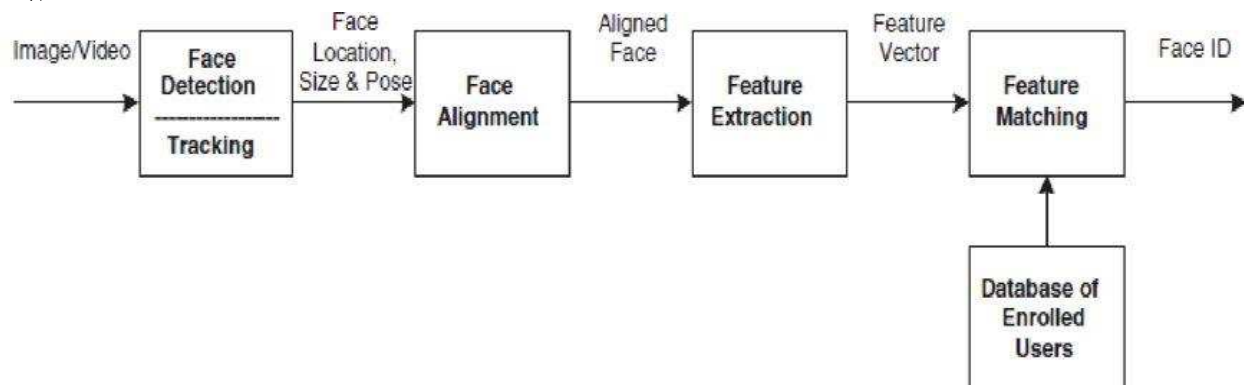 Image/Video
Face
Detection
Tracking
Face
Location,
Size & Pose
Face
Alignment
Aligned
Face
Feature
Extraction
Feature
Vector
Feature
Matching
Face ID
Database of
Enrolled
Users